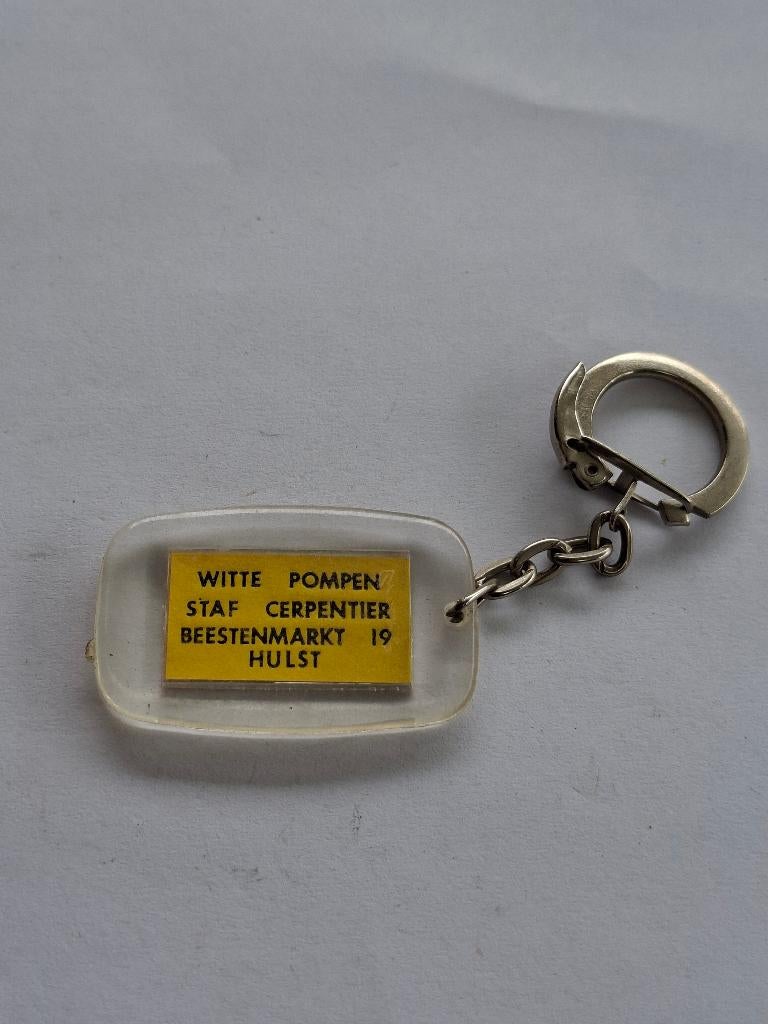 WITTE POMPEN
STAF CERPENTIER
BEESTENMARKT 19
HULST